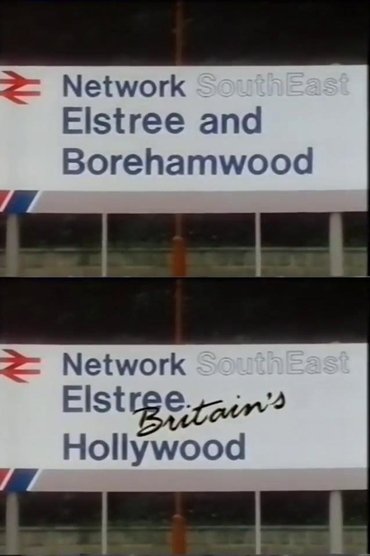 Network SouthEast
Elstree and
Borehamwood
Network SouthEast
Elstree
Britain's
Hollywood